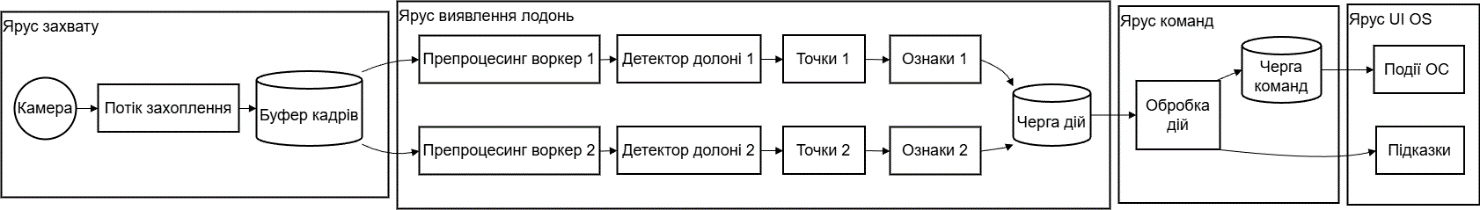 Ярус захвату
Камера
Потік захоплення
Буфер кадрів
Ярус виявлення лодонь
Препроцесинг воркер 1
Детектор долоні 1
Точки 1
Ознаки 1
Препроцесинг воркер 2
Детектор долоні 2
Точки 2
Ознаки 2
Черга дій
Ярус команд
Обробка
дій
Черга
команд
Ярус UI OS
Події ОС
Підказки